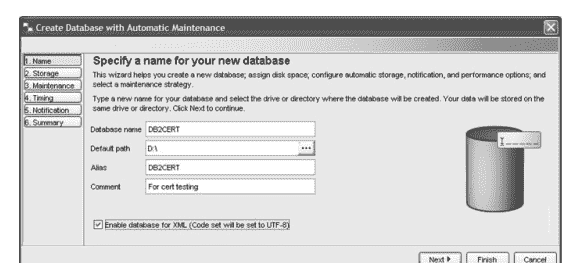 Create Database with Automatic Maintenance
1. Name
2. Storage
3. Maintenance
4. Timing
5. Notification
6. Summary
Specify a name for your new database
This wizard helps you create a new database; assign disk space; configure automatic storage, notification, and performance options; and
select a maintenance strategy.
Type a new name for your database and select the drive or directory where the database will be created. Your data will be stored on the
same drive or directory. Click Next to continue.
Database name DB2CERT
Default path D:\ ...
Alias DB2CERT
Comment For cert testing
Enable database for XML (Code set will be set to UTF-8)
Next Finish Cancel